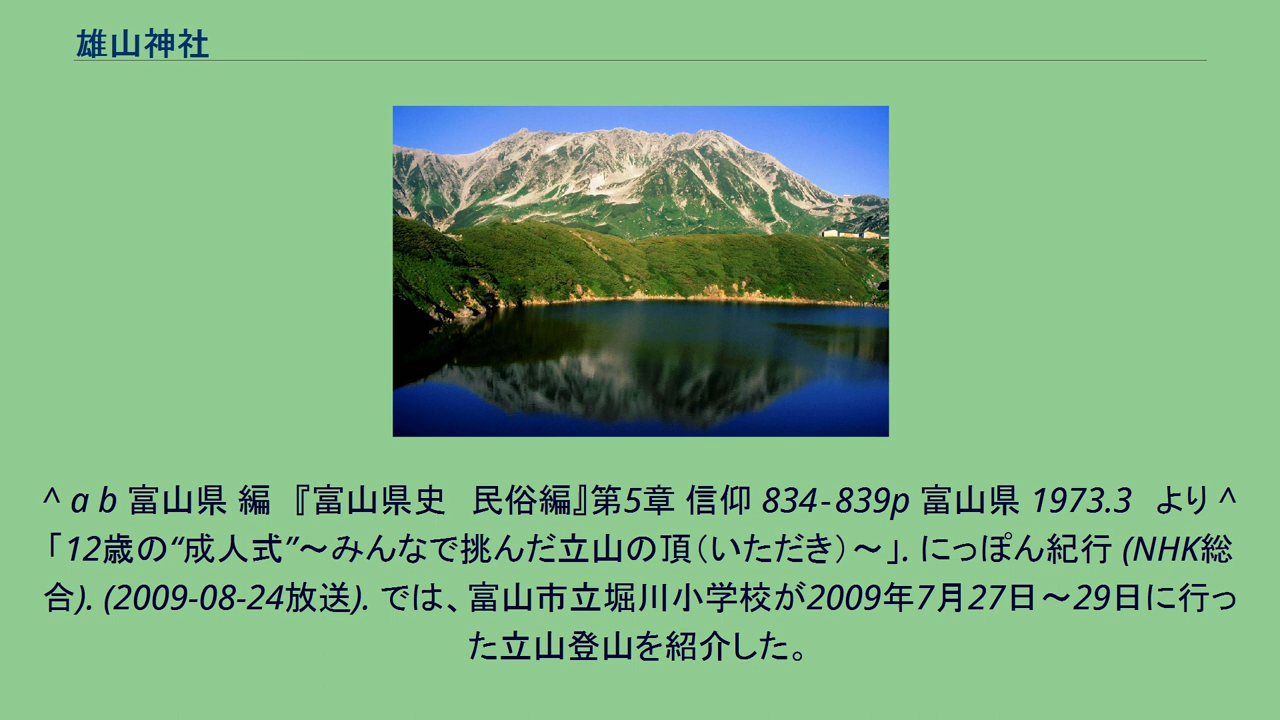 雄山神社
^ a b 富山県 編 『富山県史 民俗編』第5章 信仰 834-839p 富山県 1973.3 より ^
「12歳の“成人式”～みんなで挑んだ立山の頂（いただき）～」. にっぽん紀行 (NHK総
合). (2009-08-24放送). では、富山市立堀川小学校が2009年7月27日～29日に行っ
た立山登山を紹介した。